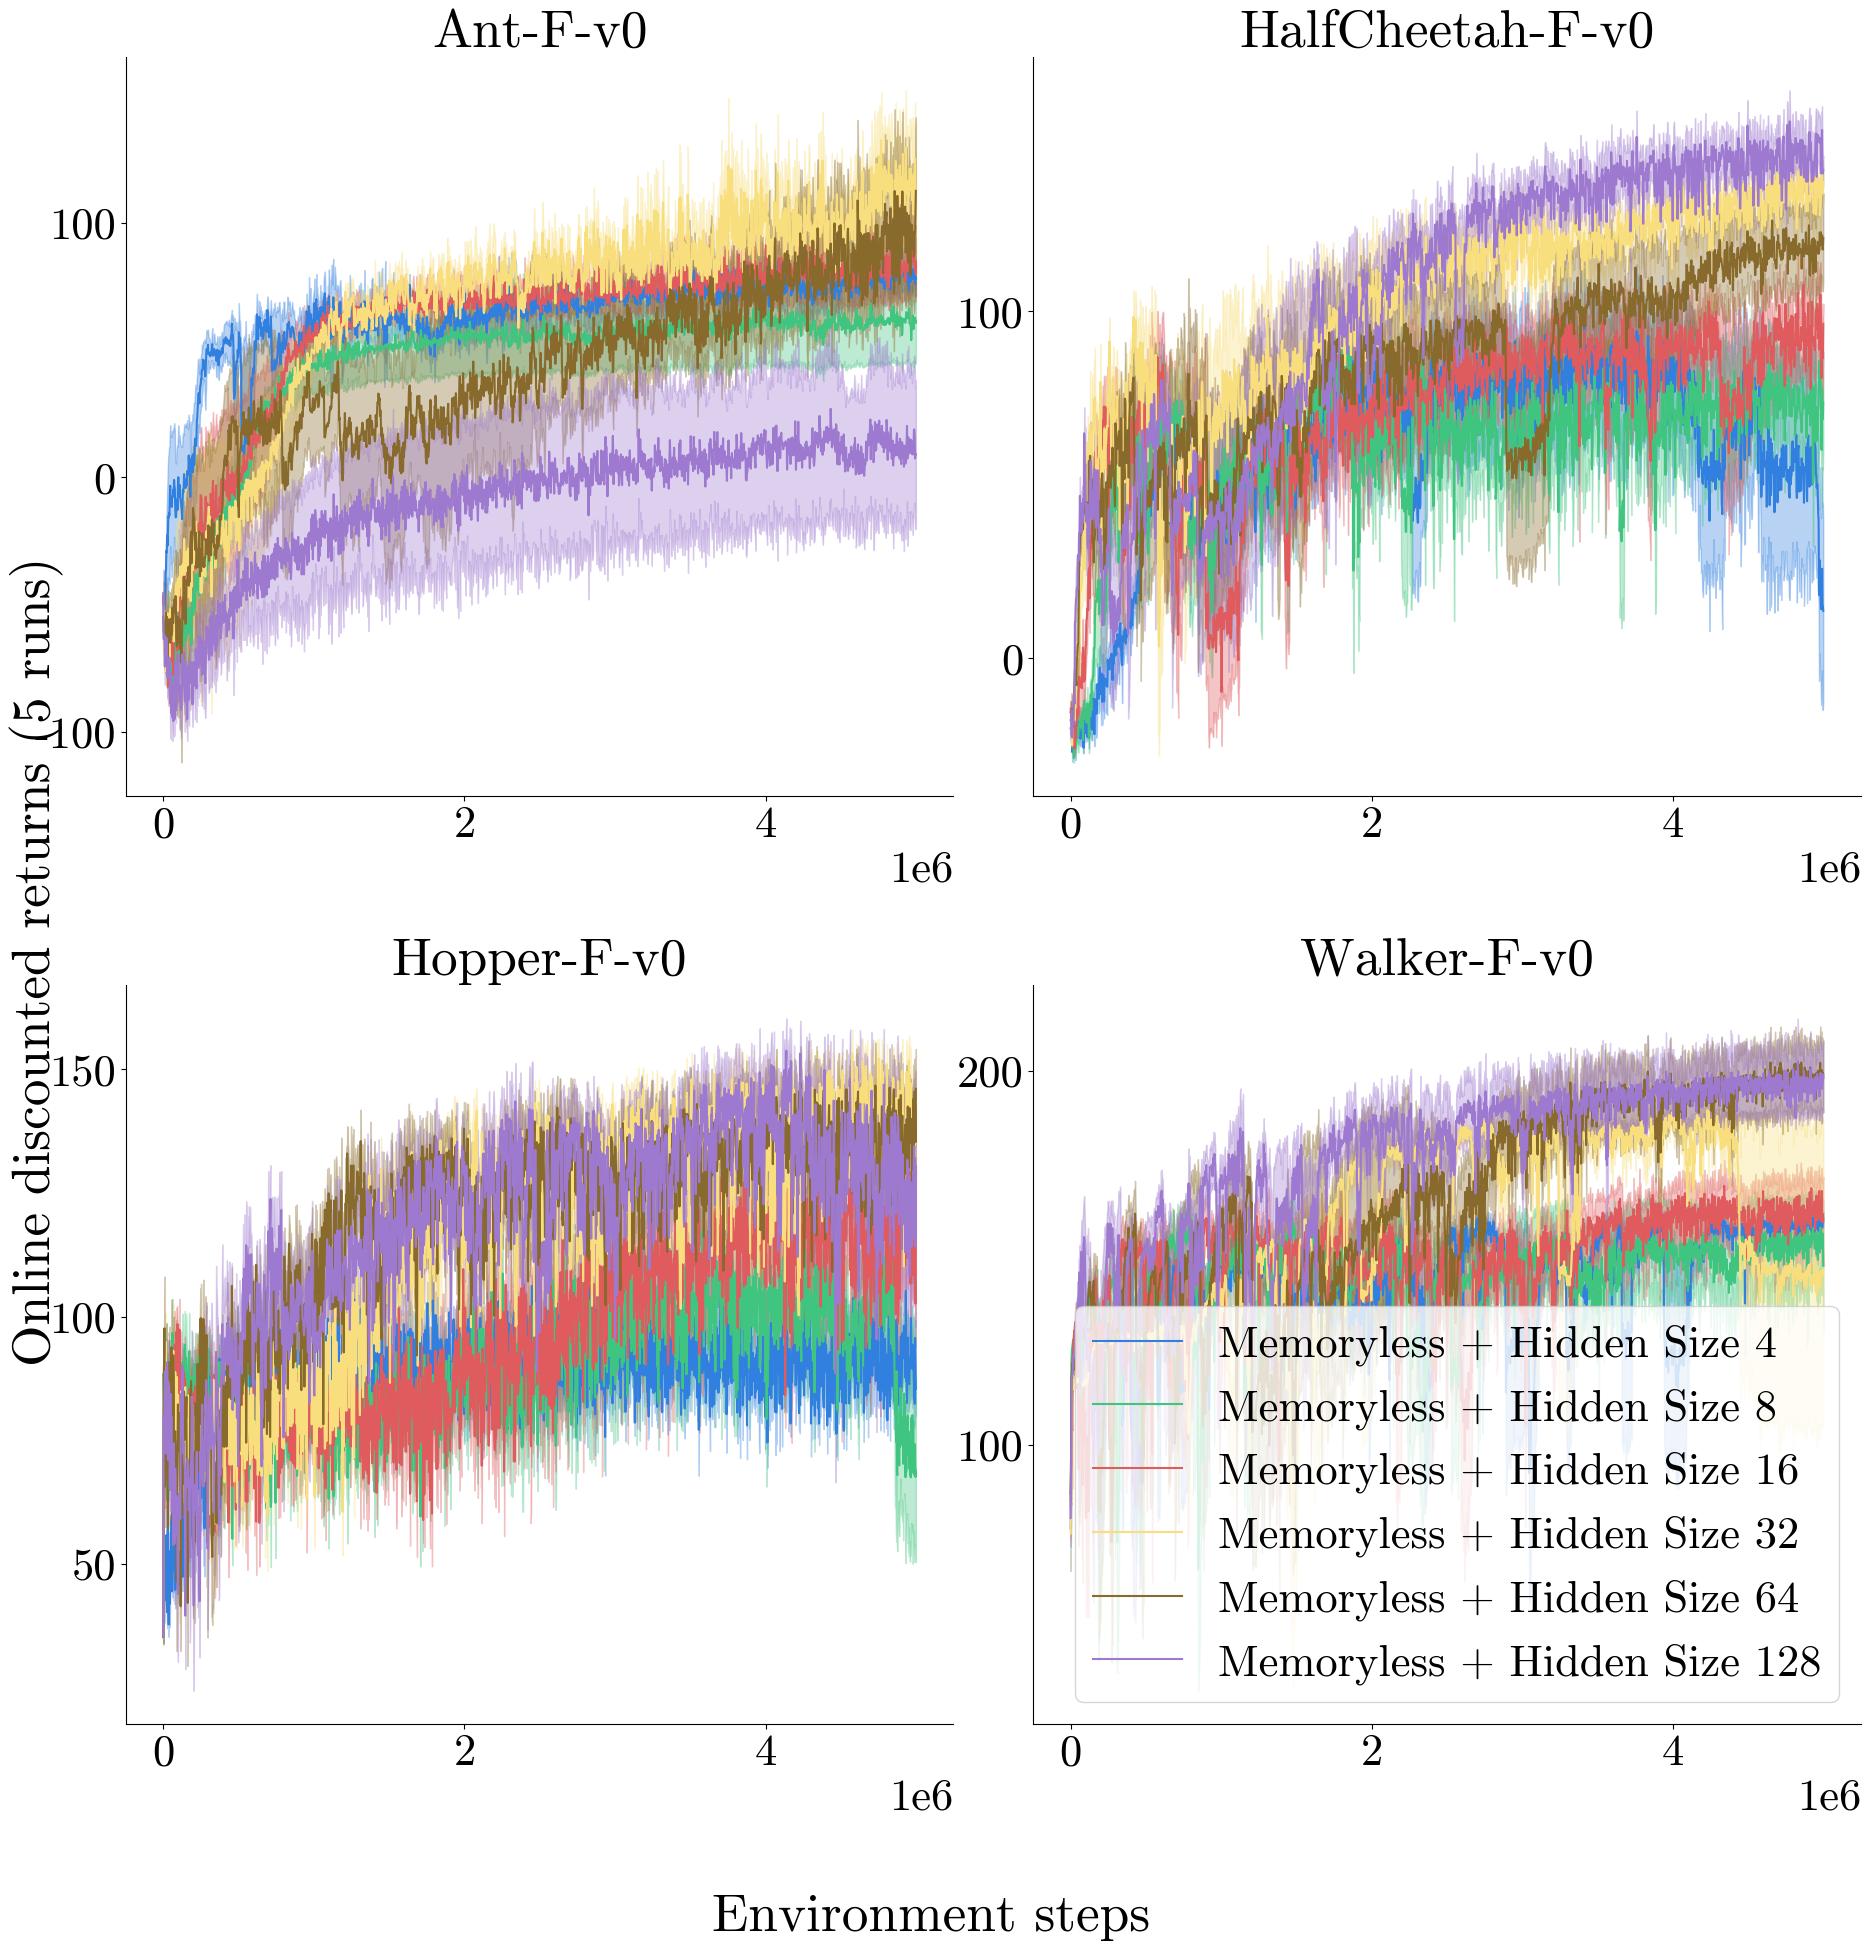 Ant-F-v0
HalfCheetah-F-v0
100
0
100
0
2
4
1e6
100
0
0
2
4
1e6
Online discounted returns (5 runs)
Hopper-F-v0
Walker-F-v0
150
100
50
0
2
4
1e6
200
100
Memoryless + Hidden Size 4
Memoryless + Hidden Size 8
Memoryless + Hidden Size 16
Memoryless + Hidden Size 32
Memoryless + Hidden Size 64
Memoryless + Hidden Size 128
0
2
4
1e6
Environment steps